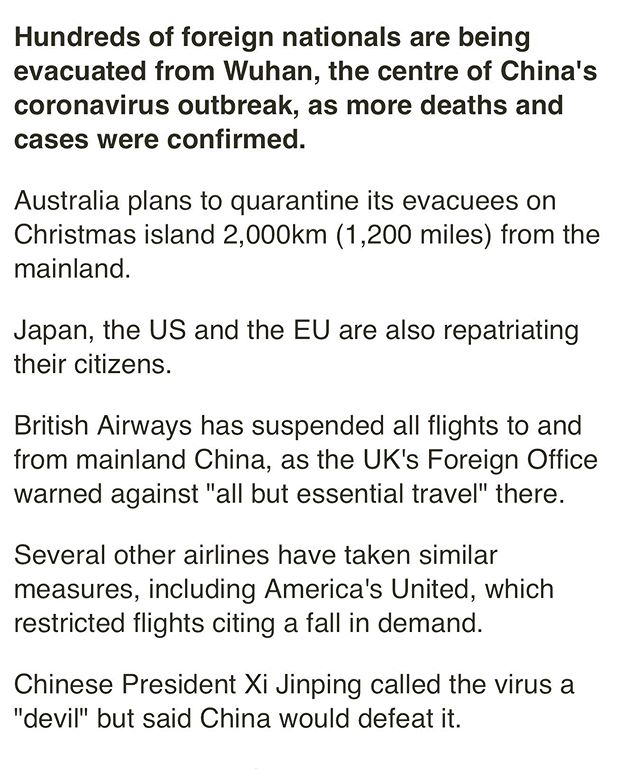 Hundreds of foreign nationals are being
evacuated from Wuhan, the centre of China's
coronavirus outbreak, as more deaths and
cases were confirmed.
Australia plans to quarantine its evacuees on
Christmas island 2,000km (1,200 miles) from the
mainland.
Japan, the US and the EU are also repatriating
their citizens.
British Airways has suspended all flights to and
from mainland China, as the UK's Foreign Office
warned against "all but essential travel" there.
Several other airlines have taken similar
measures, including America's United, which
restricted flights citing a fall in demand.
Chinese President Xi Jinping called the virus a
"devil" but said China would defeat it.